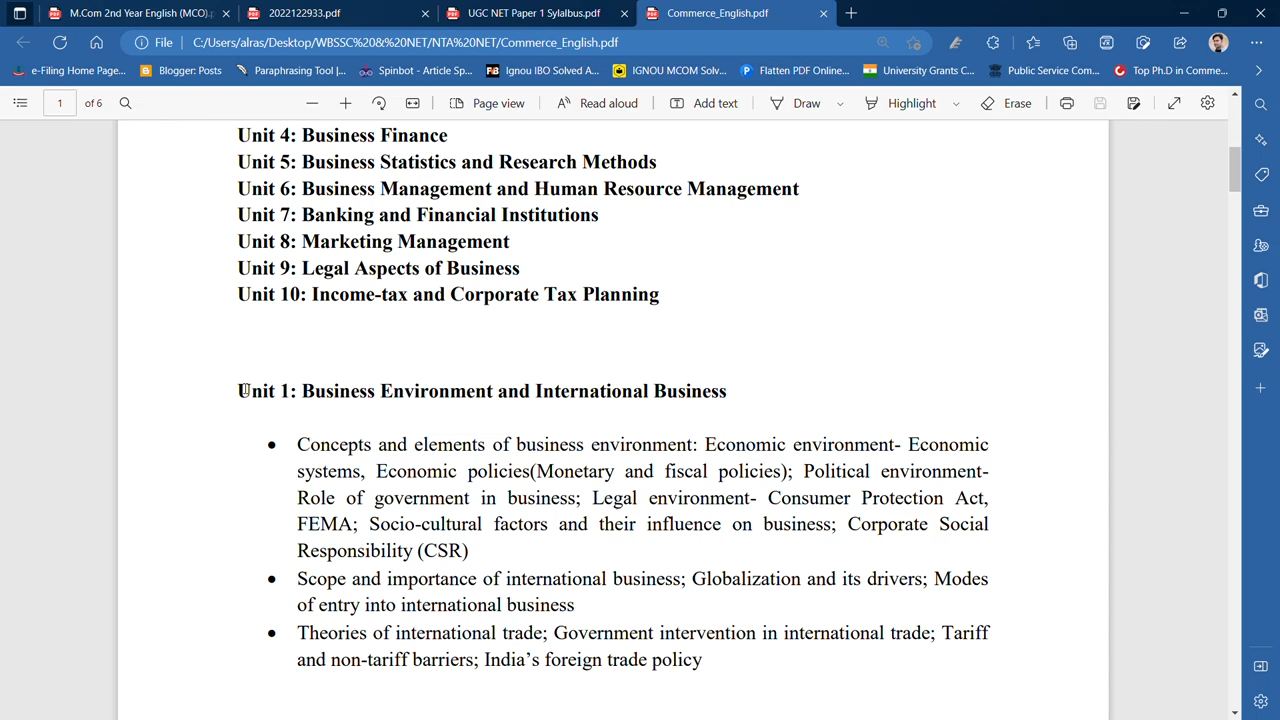 M.Com 2nd Year English (MCO).p
2022122933.pdf
UGC NET Paper 1 Sylalbus.pdf
Commerce_English.pdf
File
C:/Users/alras/Desktop/WBSSC%20&%20NET/NTA%20NET/Commerce_English.pdf
e-Filing Home Page...
Blogger: Posts
Paraphrasing Tool |...
Spinbot - Article Sp...
Ignou IBO Solved A...
IGNOU MCOM Solv...
Flatten PDF Online...
University Grants C...
Public Service Com...
Top Ph.D in Comme...
1 of 6
Page view
Read aloud
Add text
Draw
Highlight
Erase
Unit 4: Business Finance
Unit 5: Business Statistics and Research Methods
Unit 6: Business Management and Human Resource Management
Unit 7: Banking and Financial Institutions
Unit 8: Marketing Management
Unit 9: Legal Aspects of Business
Unit 10: Income-tax and Corporate Tax Planning
Unit 1: Business Environment and International Business
• Concepts and elements of business environment: Economic environment- Economic
systems, Economic policies(Monetary and fiscal policies); Political environment-
Role of government in business; Legal environment- Consumer Protection Act,
FEMA; Socio-cultural factors and their influence on business; Corporate Social
Responsibility (CSR)
• Scope and importance of international business; Globalization and its drivers; Modes
of entry into international business
• Theories of international trade; Government intervention in international trade; Tariff
and non-tariff barriers; India’s foreign trade policy